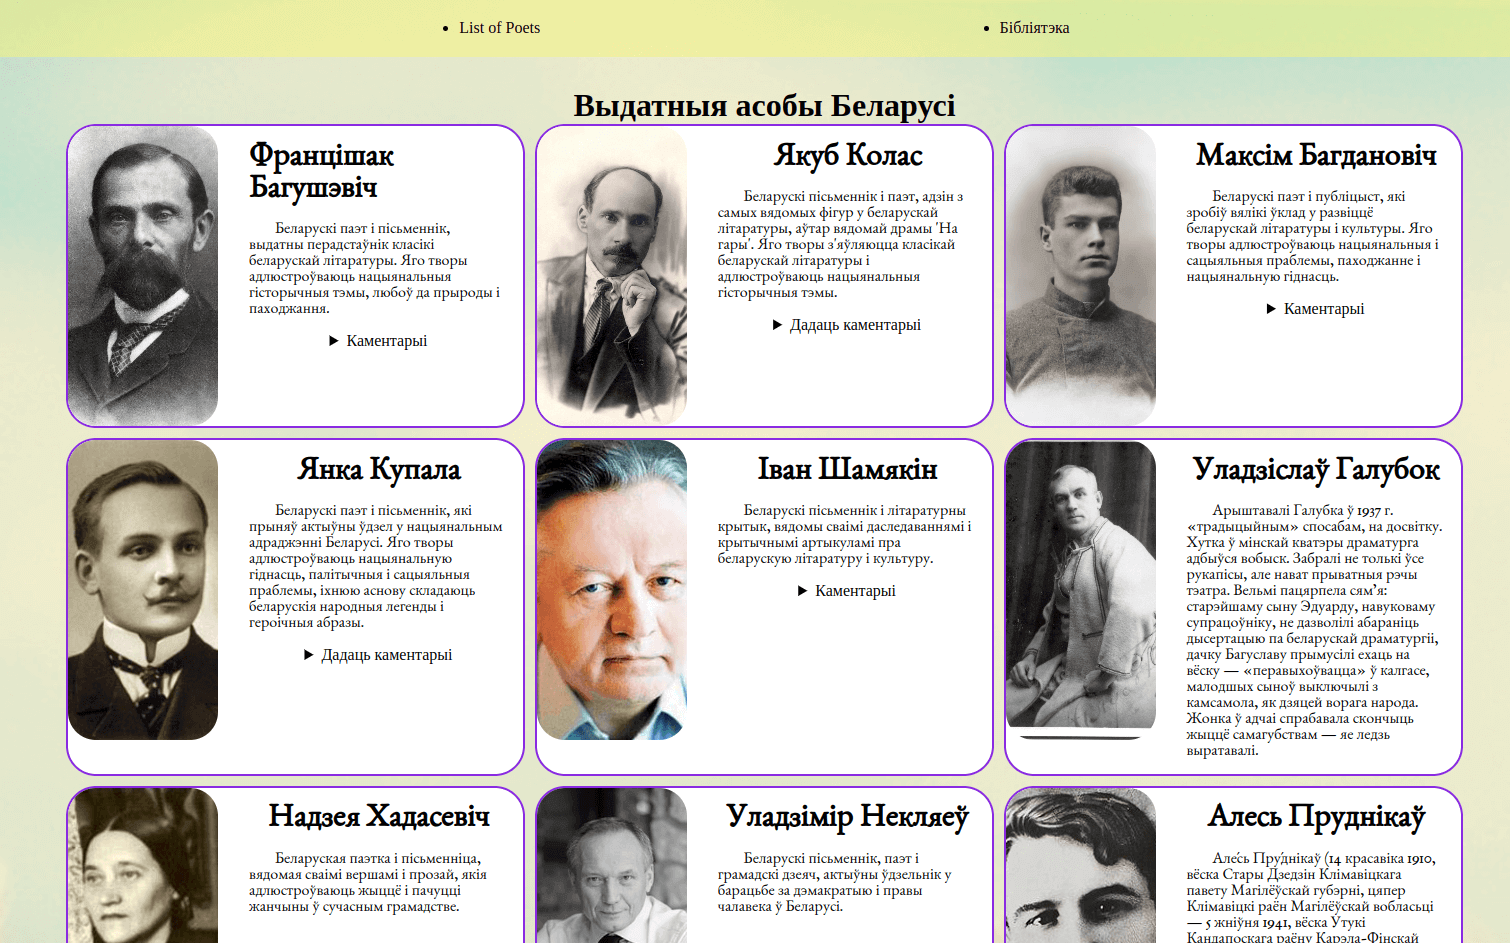 List of Poets
Бібліятэка
Выдатныя асобы Беларусі
Францішак
Багушэвіч
Беларускі паэт і пісьменнік,
выдатны перадстаўнік класікі
беларускай літаратуры. Яго творы
адлюстроўваюць нацыянальныя
гістoрычныя тэмы, любоў да прыроды і
паходжання.
Каментарыі
Якуб Колас
Беларускі пісьменнік і паэт, адзін з
самых вядомых фігур у беларускай
літаратуры, аўтар вядомай драмы 'На
гары'. Яго творы з'яўляюцца класікай
беларускай літаратуры і
адлюстроўваюць нацыянальныя
гістoрычныя тэмы.
Дадаць каментарыі
Максім Багдановіч
Беларускі паэт і публіцыст, які
зробіў вялікі ўклад у развіццё
беларускай літаратуры і культуры. Яго
творы адлюстроўваюць нацыянальныя і
сацыяльныя праблемы, паходжанне і
нацыянальную гіднасць.
Каментарыі
Янка Купала
Беларускі паэт і пісьменнік, які
прыняў актыўны ўдзел у нацыянальным
адраджэнні Беларусі. Яго творы
адлюстроўваюць нацыянальную
гіднасць, палітычныя і сацыяльныя
праблемы, іхнюю аснову складаюць
беларускія народныя легенды і
героічныя абразы.
Дадаць каментарыі
Іван Шамякін
Беларускі пісьменнік і літаратурны
крытык, вядомы сваімі даследаваннямі і
крытычнымі артыкуламі пра
беларускую літаратуру і культуру.
Каментарыі
Уладзіслаў Галубок
Арыштавалі Галубка ў 1937 г.
«традыцыйным» спосабам, на досвітку.
Хутка ў мінскай кватэры драматурга
адбыўся вобыск. Забралі не толькі ўсе
рукапісы, але нават прыватныя рэчы
тэатра. Вельмі пацярпела сям'я:
старэйшаму сыну Эдуарду, навуковаму
супрацоўніку, не дазволілі абараніць
дысертацыю па беларускай драматургіі,
дачку Багуславу прымусілі ехаць на
вёску — «перавыхоўвацца» ў калгасе,
малодшых сыноў выключылі з
камсамола, як дзяцей ворага народа.
Жонка ў адчаі спрабавала скончыць
жыццё самагубствам — яе ледзь
выратавалі.
Надзея Хадасевіч
Беларуская паэтка і пісьменніца,
вядомая сваімі вершамі і прозай, якія
адлюстроўваюць жыццё і пачуцці
жанчыны ў сучасным грамадстве.
Уладзімір Някляеў
Беларускі пісьменнік, паэт і
грамадскі дзеяч, актыўны ўдзельнік у
барацьбе за дэмакратыю і правы
чалавека ў Беларусі.
Алесь Пруднікаў
Але́сь Пру́днікаў (14 красавіка 1910,
вёска Стары Дзедзін Клімавіцкага
павету Магілёўскай губэрні, цяпер
Клімавіцкі раён Магілёўскай вобласьці
— 5 жніўня 1941, вёска Утукі
Кандапоскага раёну Карэла-Фінскай